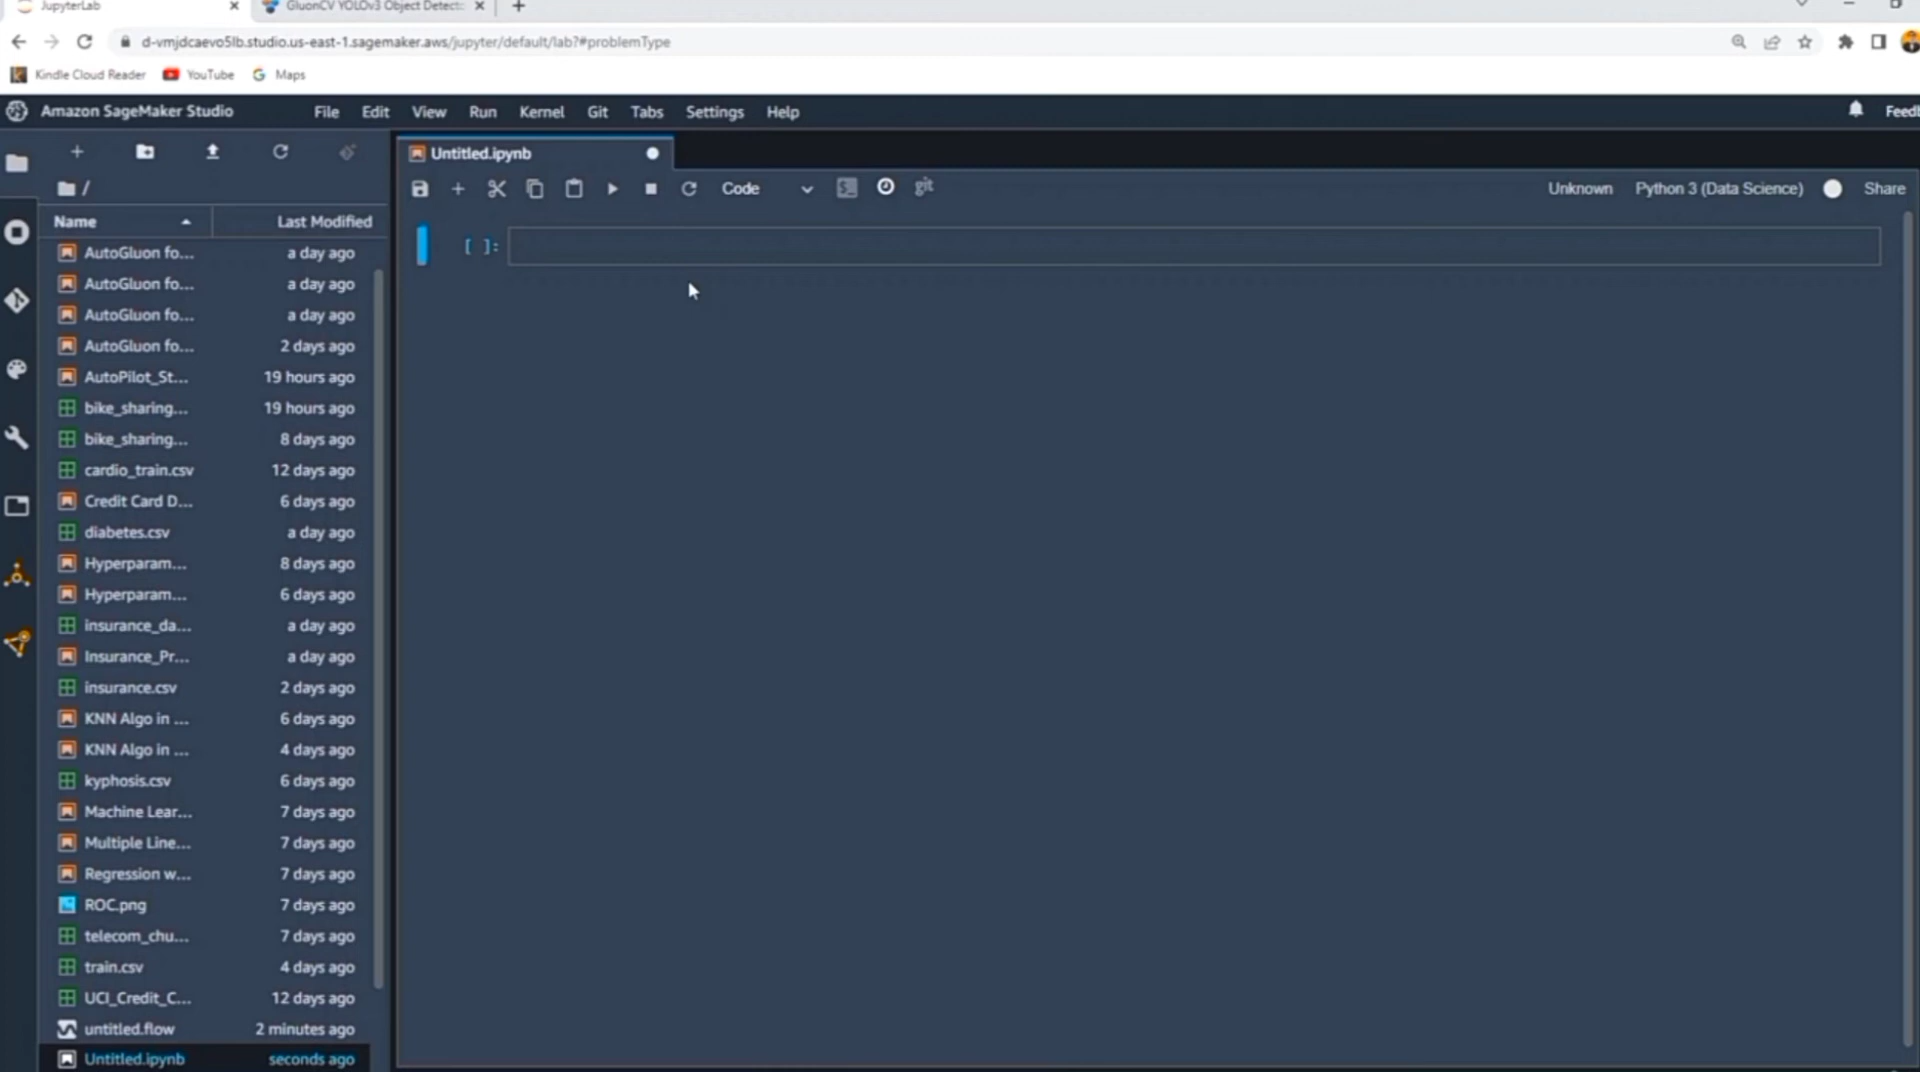 JupyterLab
GluonCV YOLOv3 Object Detect
d-vmjdcaevo5lb.studio.us-east-1.sagemaker.aws/jupyter/default/lab?#problemType
Kindle Cloud Reader YouTube Maps
Amazon SageMaker Studio File Edit View Run Kernel Git Tabs Settings Help Feedb
Untitled.ipynb
/
Code git Unknown Python 3 (Data Science) Share
Name Last Modified
[ ]:
AutoGluon fo... a day ago
AutoGluon fo... a day ago
AutoGluon fo... a day ago
AutoGluon fo... 2 days ago
AutoPilot_St... 19 hours ago
bike_sharing... 19 hours ago
bike_sharing... 8 days ago
cardio_train.csv 12 days ago
Credit Card D... 6 days ago
diabetes.csv a day ago
Hyperparam... 8 days ago
Hyperparam... 6 days ago
insurance_da... a day ago
Insurance_Pr... a day ago
insurance.csv 2 days ago
KNN Algo in ... 6 days ago
KNN Algo in ... 4 days ago
kyphosis.csv 6 days ago
Machine Lear... 7 days ago
Multiple Line... 7 days ago
Regression w... 7 days ago
ROC.png 7 days ago
telecom_chu... 7 days ago
train.csv 4 days ago
UCI_Credit_C... 12 days ago
untitled.flow 2 minutes ago
Untitled.ipynb seconds ago